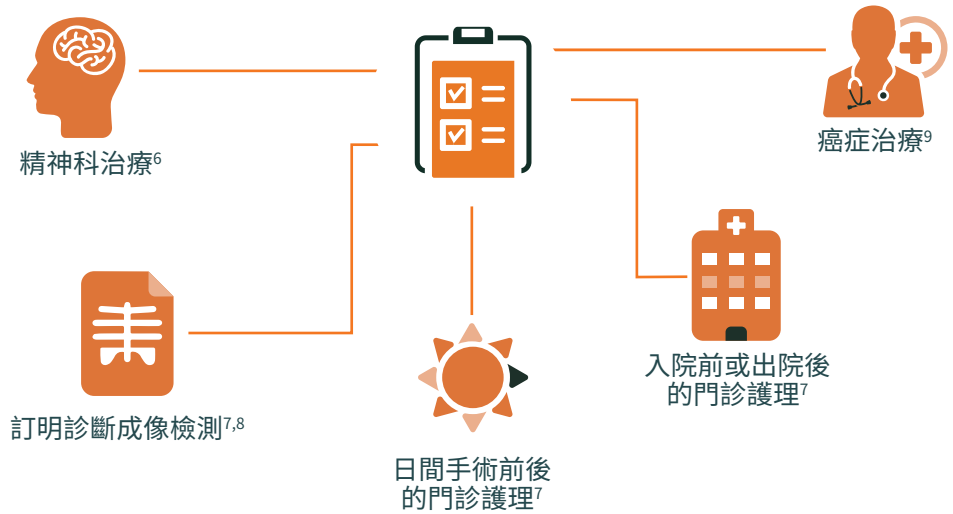 精神科治療6
癌症治療9
入院前或出院後
的門診護理7
訂明診斷成像檢測7,8
日間手術前後
的門診護理7